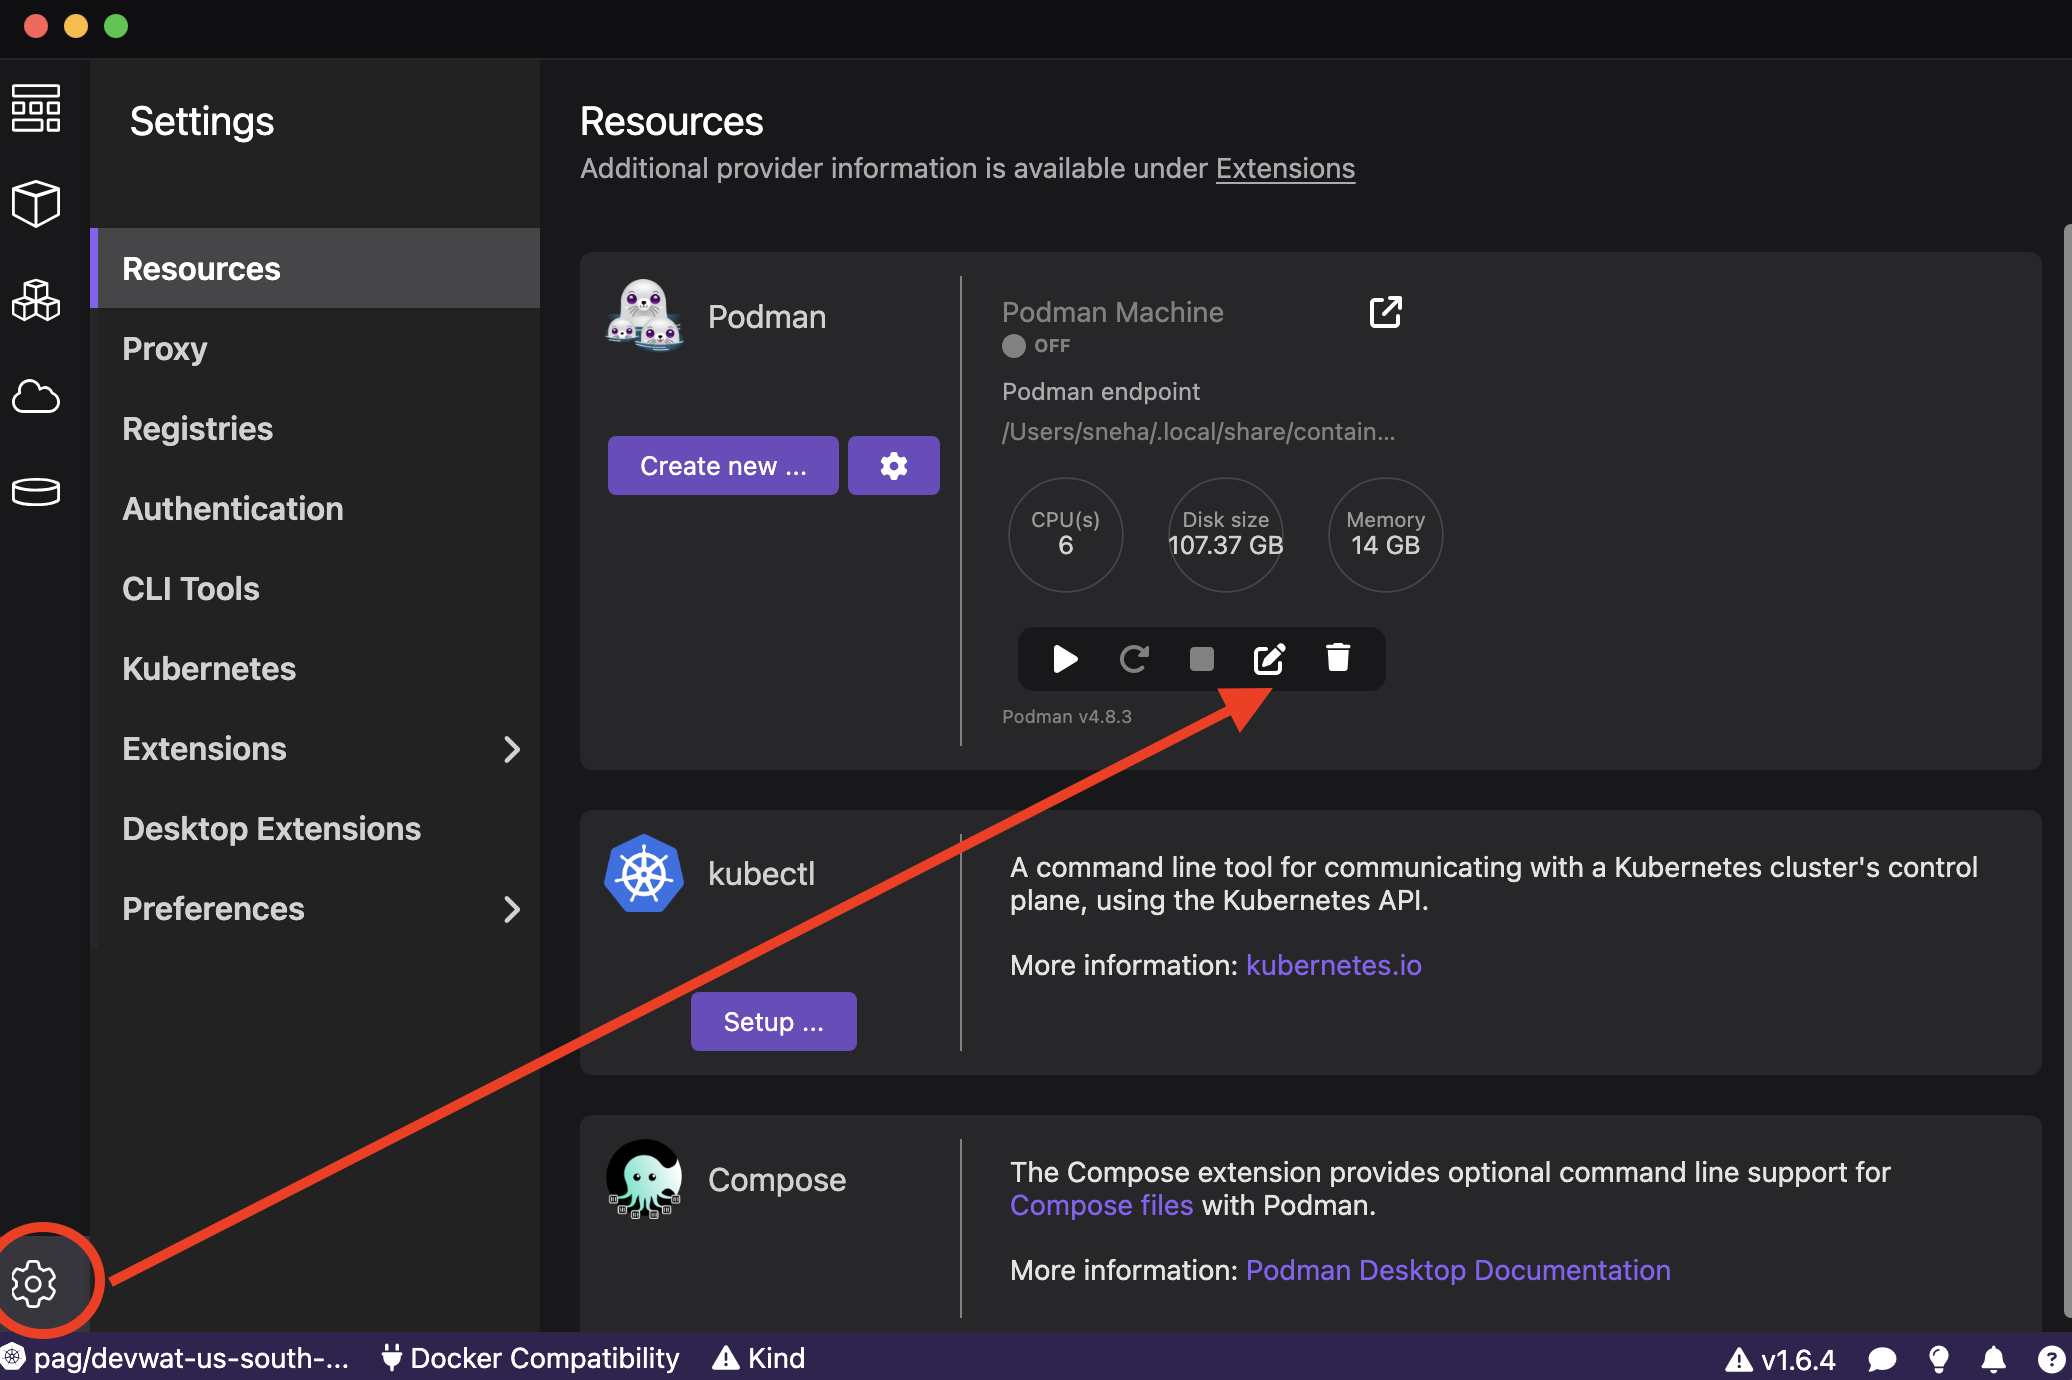 Settings
Resources
Proxy
Registries
Authentication
CLI Tools
Kubernetes
Extensions
Desktop Extensions
Preferences
Resources
Additional provider information is available under Extensions
Podman
Create new ...
Podman Machine
OFF
Podman endpoint
/Users/sneha/.local/share/contain...
CPU(s)
6
Disk size
107.37 GB
Memory
14 GB
Podman v4.8.3
kubectl
Setup ...
A command line tool for communicating with a Kubernetes cluster's control
plane, using the Kubernetes API.
More information: kubernetes.io
Compose
The Compose extension provides optional command line support for
Compose files with Podman.
More information: Podman Desktop Documentation
pag/devwat-us-south-...
Docker Compatibility
Kind
v1.6.4